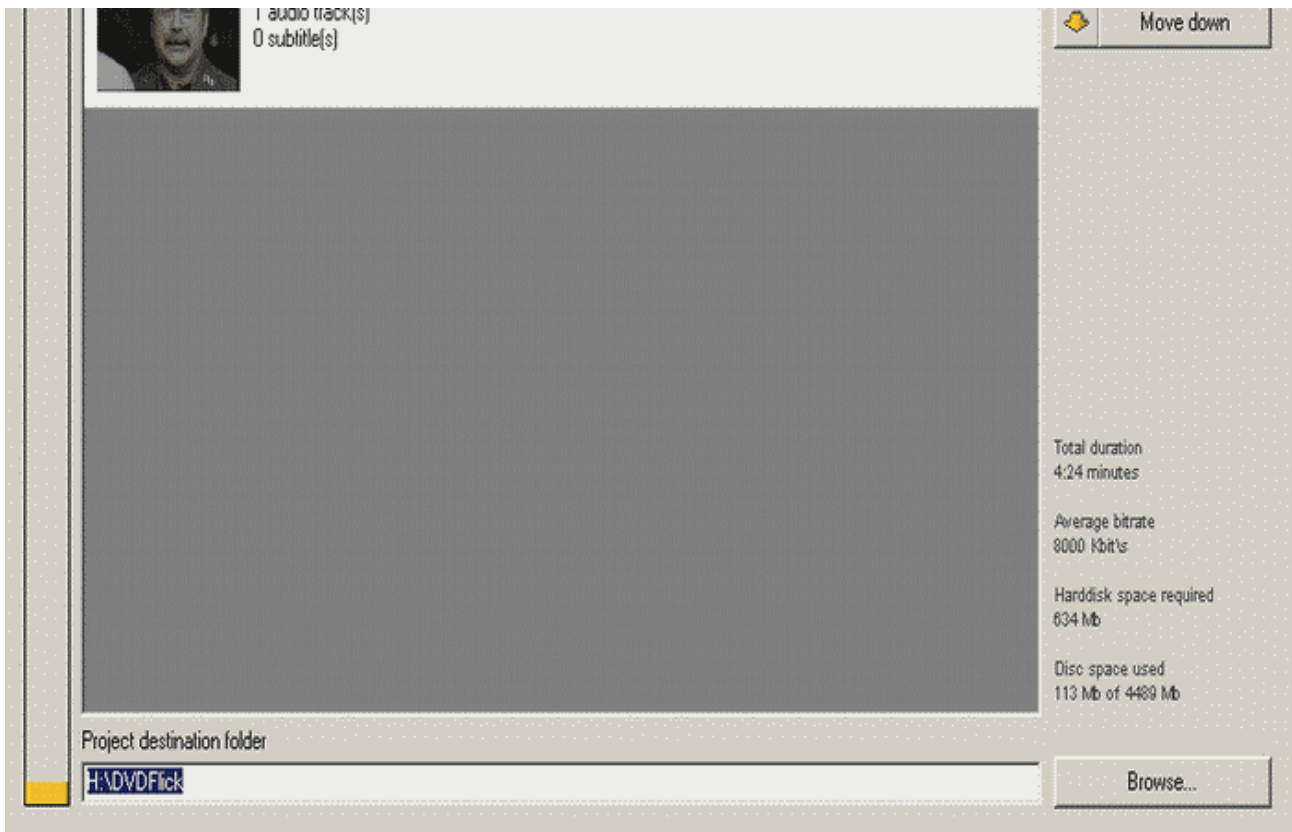 1 audio track(s)
0 subtitle(s)
Move down
Total duration
4:24 minutes
Average bitrate
8000 Kbit\s
Harddisk space required
634 Mb
Disc space used
113 Mb of 4489 Mb
Project destination folder
H:\DVDFlick
Browse...